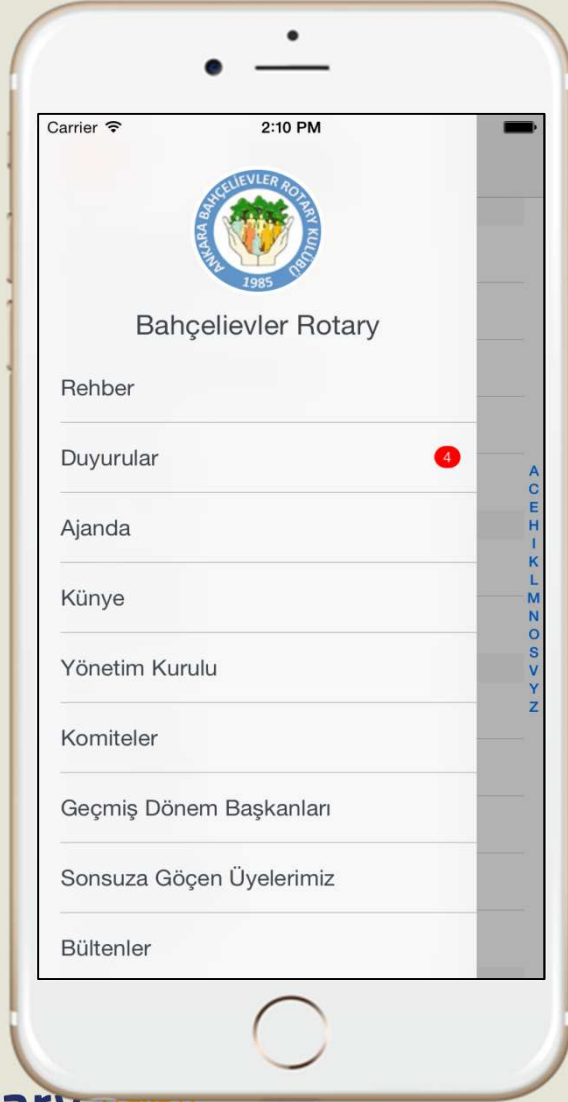 Carrier
2:10 PM
ANKARA BAHÇELİEVLER ROTARY KULÜBÜ
1985
Bahçelievler Rotary
Rehber
Duyurular
4
Ajanda
Künye
Yönetim Kurulu
Komiteler
Geçmiş Dönem Başkanları
Sonsuza Göçen Üyelerimiz
Bültenler
A
C
E
H
I
K
L
M
N
O
S
V
Y
Z